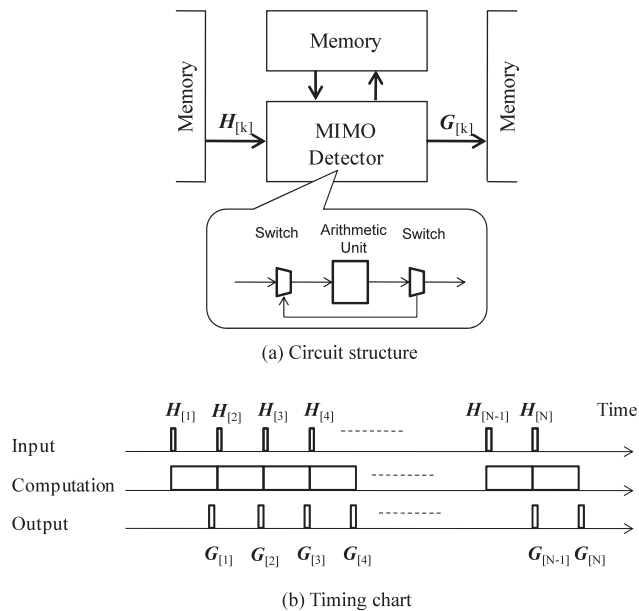 Memory
Memory
Memory
H[k]
MIMO
Detector
G[k]
Switch
Arithmetic
Unit
Switch
(a) Circuit structure
H[1] H[2] H[3] H[4] H[N-1] H[N] Time
Input
Computation
Output
G[1] G[2] G[3] G[4] G[N-1] G[N]
(b) Timing chart